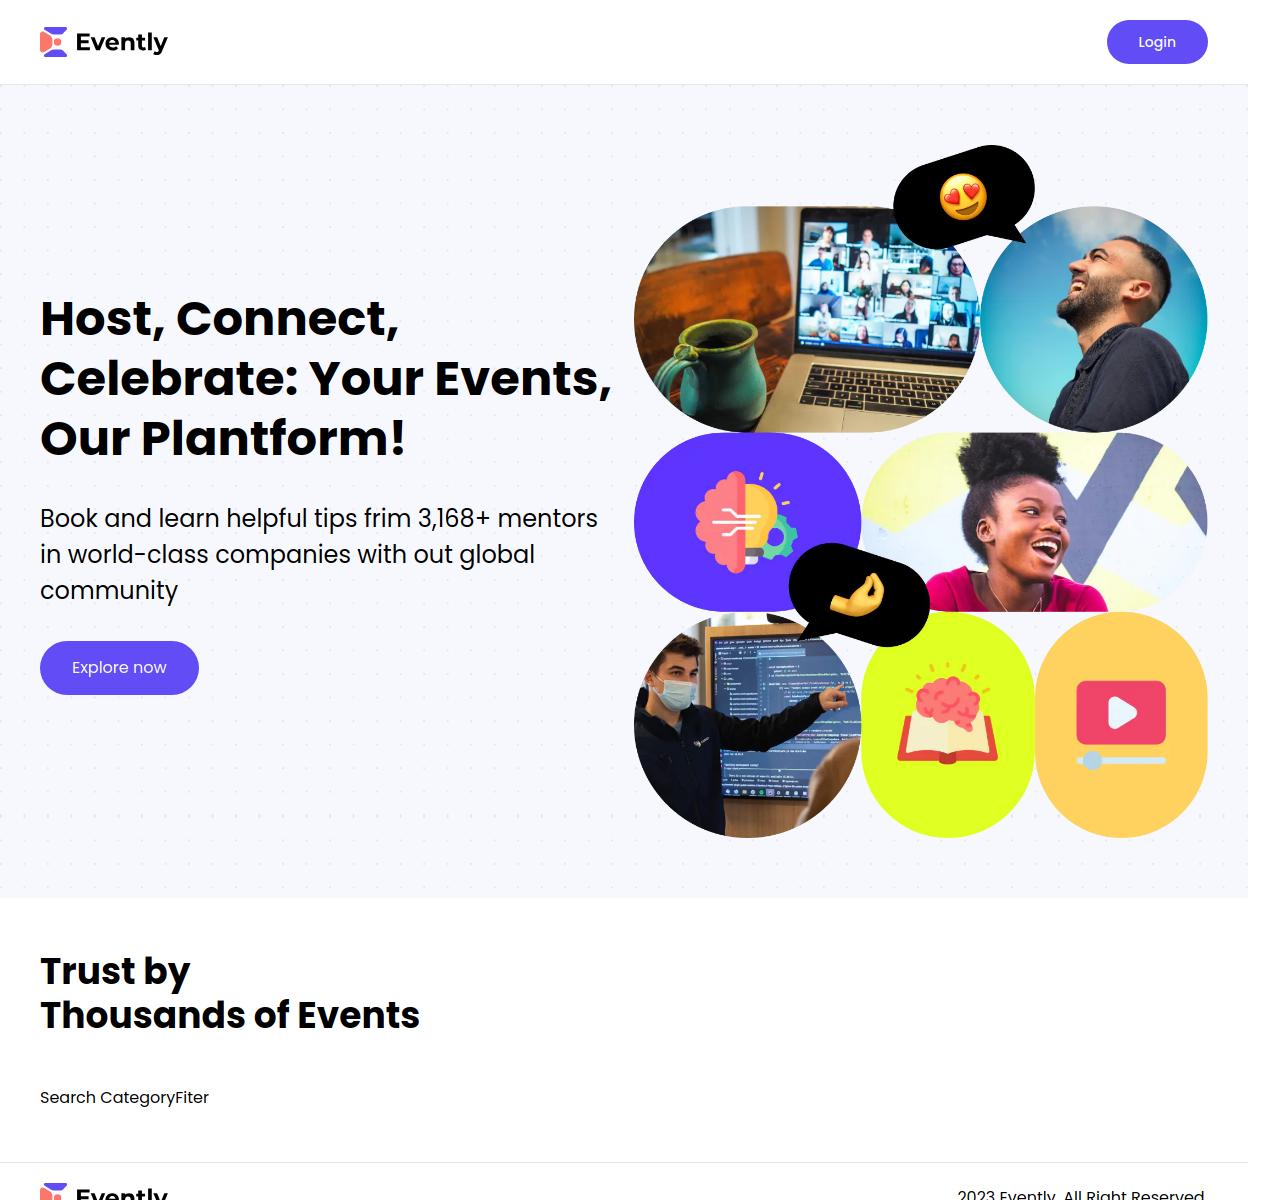 Evently
Login
Host, Connect,
Celebrate: Your Events,
Our Plantform!
Book and learn helpful tips frim 3,168+ mentors
in world-class companies with out global
community
Explore now
Trust by
Thousands of Events
Search CategoryFiter
Evently
2023 Evently. All Right Reserved.